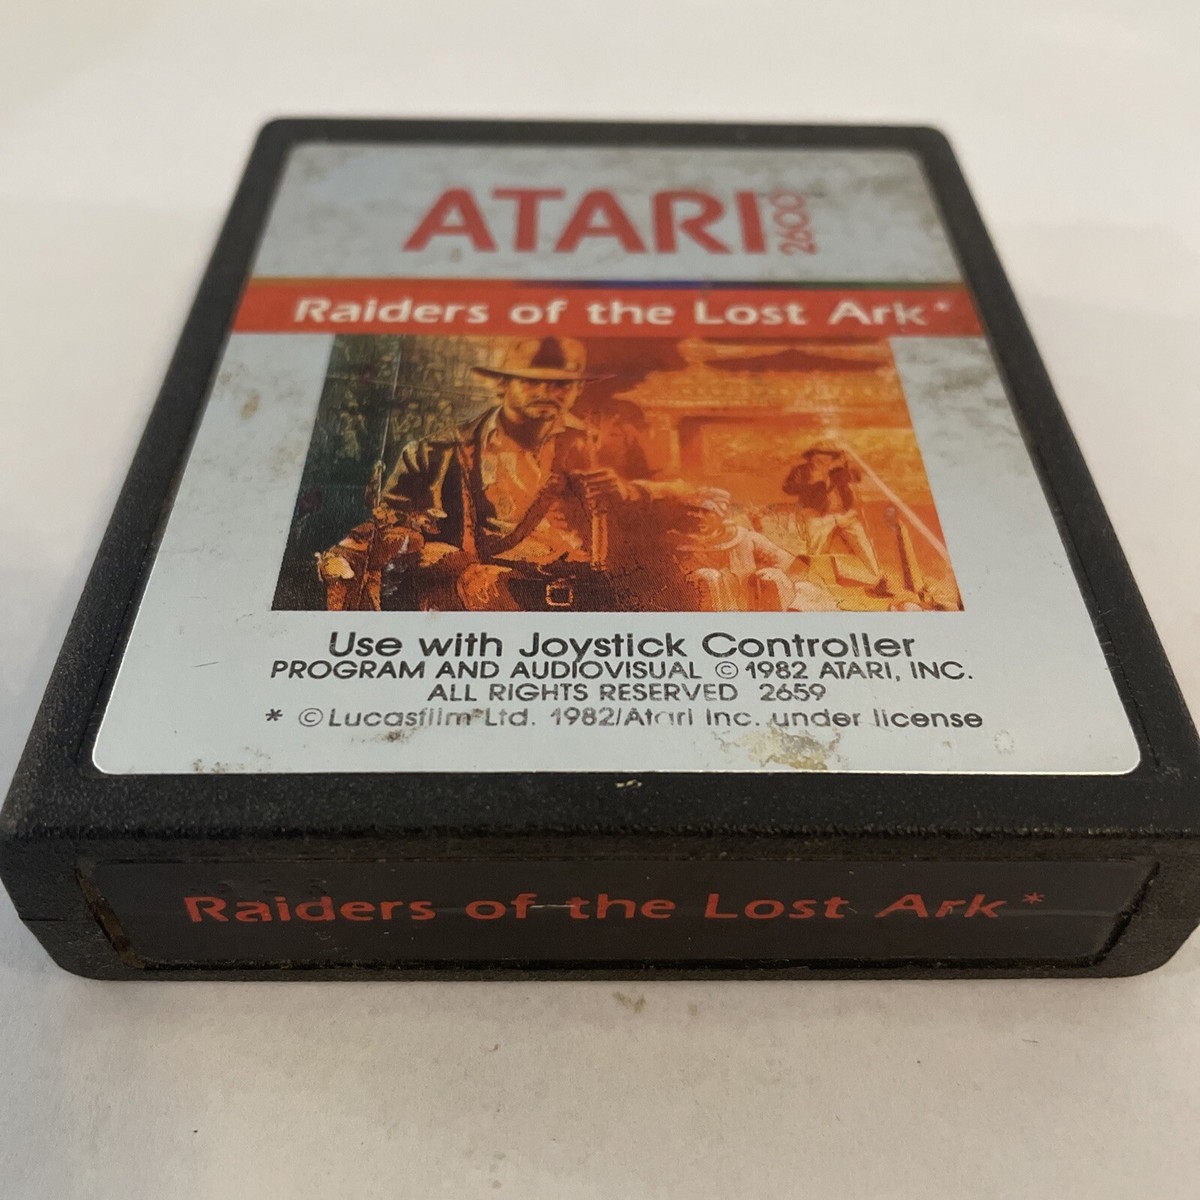 ATARI 2600
Raiders of the Lost Ark*
Use with Joystick Controller
PROGRAM AND AUDIOVISUAL © 1982 ATARI, INC.
ALL RIGHTS RESERVED 2659
* © Lucasfilm Ltd. 1982/Atari Inc. under license
Raiders of the Lost Ark*